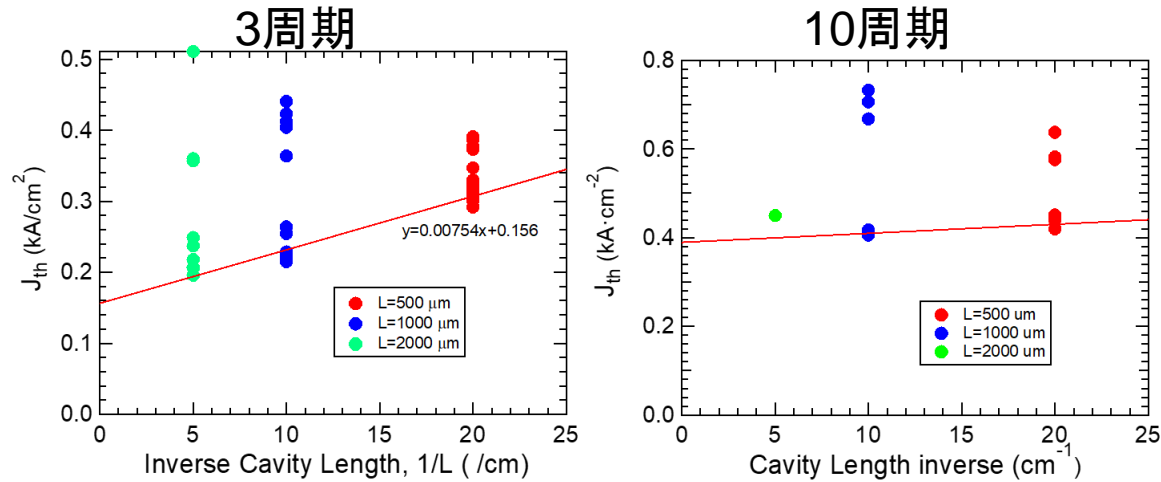 3周期
0.5
0.4
0.3
0.2
0.1
0.0
J_th (kA/cm²)
y=0.00754x+0.156
L=500 μm
L=1000 μm
L=2000 μm
0 5 10 15 20 25
Inverse Cavity Length, 1/L ( /cm)
10周期
0.8
0.6
0.4
0.2
0.0
J_th (kA·cm⁻²)
L=500 um
L=1000 um
L=2000 um
0 5 10 15 20 25
Cavity Length inverse (cm⁻¹)